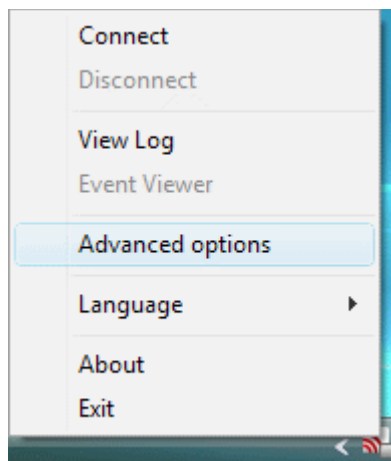 Connect
Disconnect
View Log
Event Viewer
Advanced options
Language
About
Exit